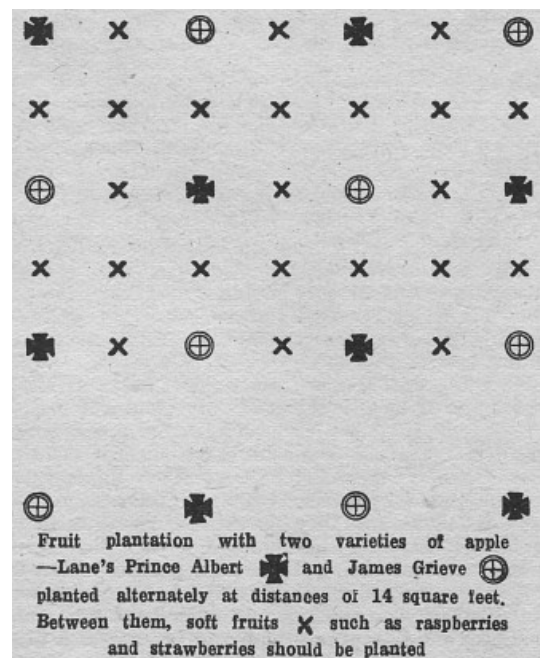 Fruit plantation with two varieties of apple
—Lane's Prince Albert and James Grieve
planted alternately at distances of 14 square feet.
Between them, soft fruits such as raspberries
and strawberries should be planted